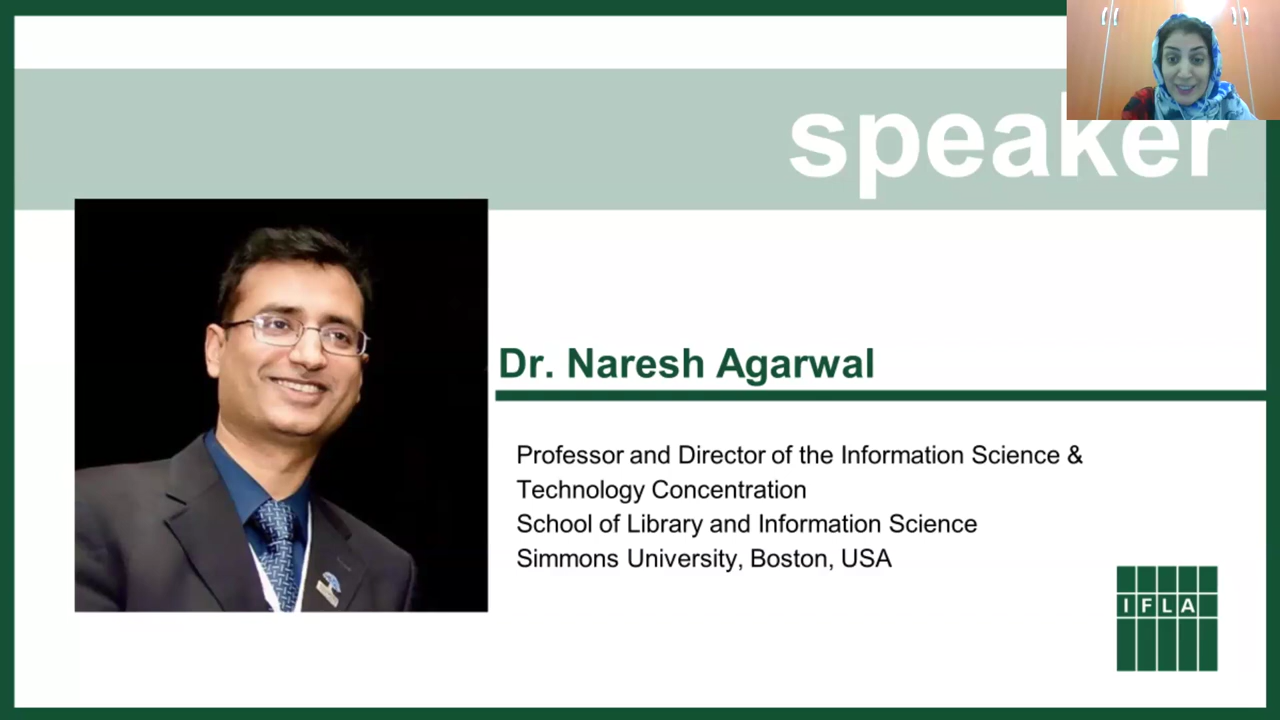 speaker
Dr. Naresh Agarwal
Professor and Director of the Information Science &
Technology Concentration
School of Library and Information Science
Simmons University, Boston, USA
IFLA